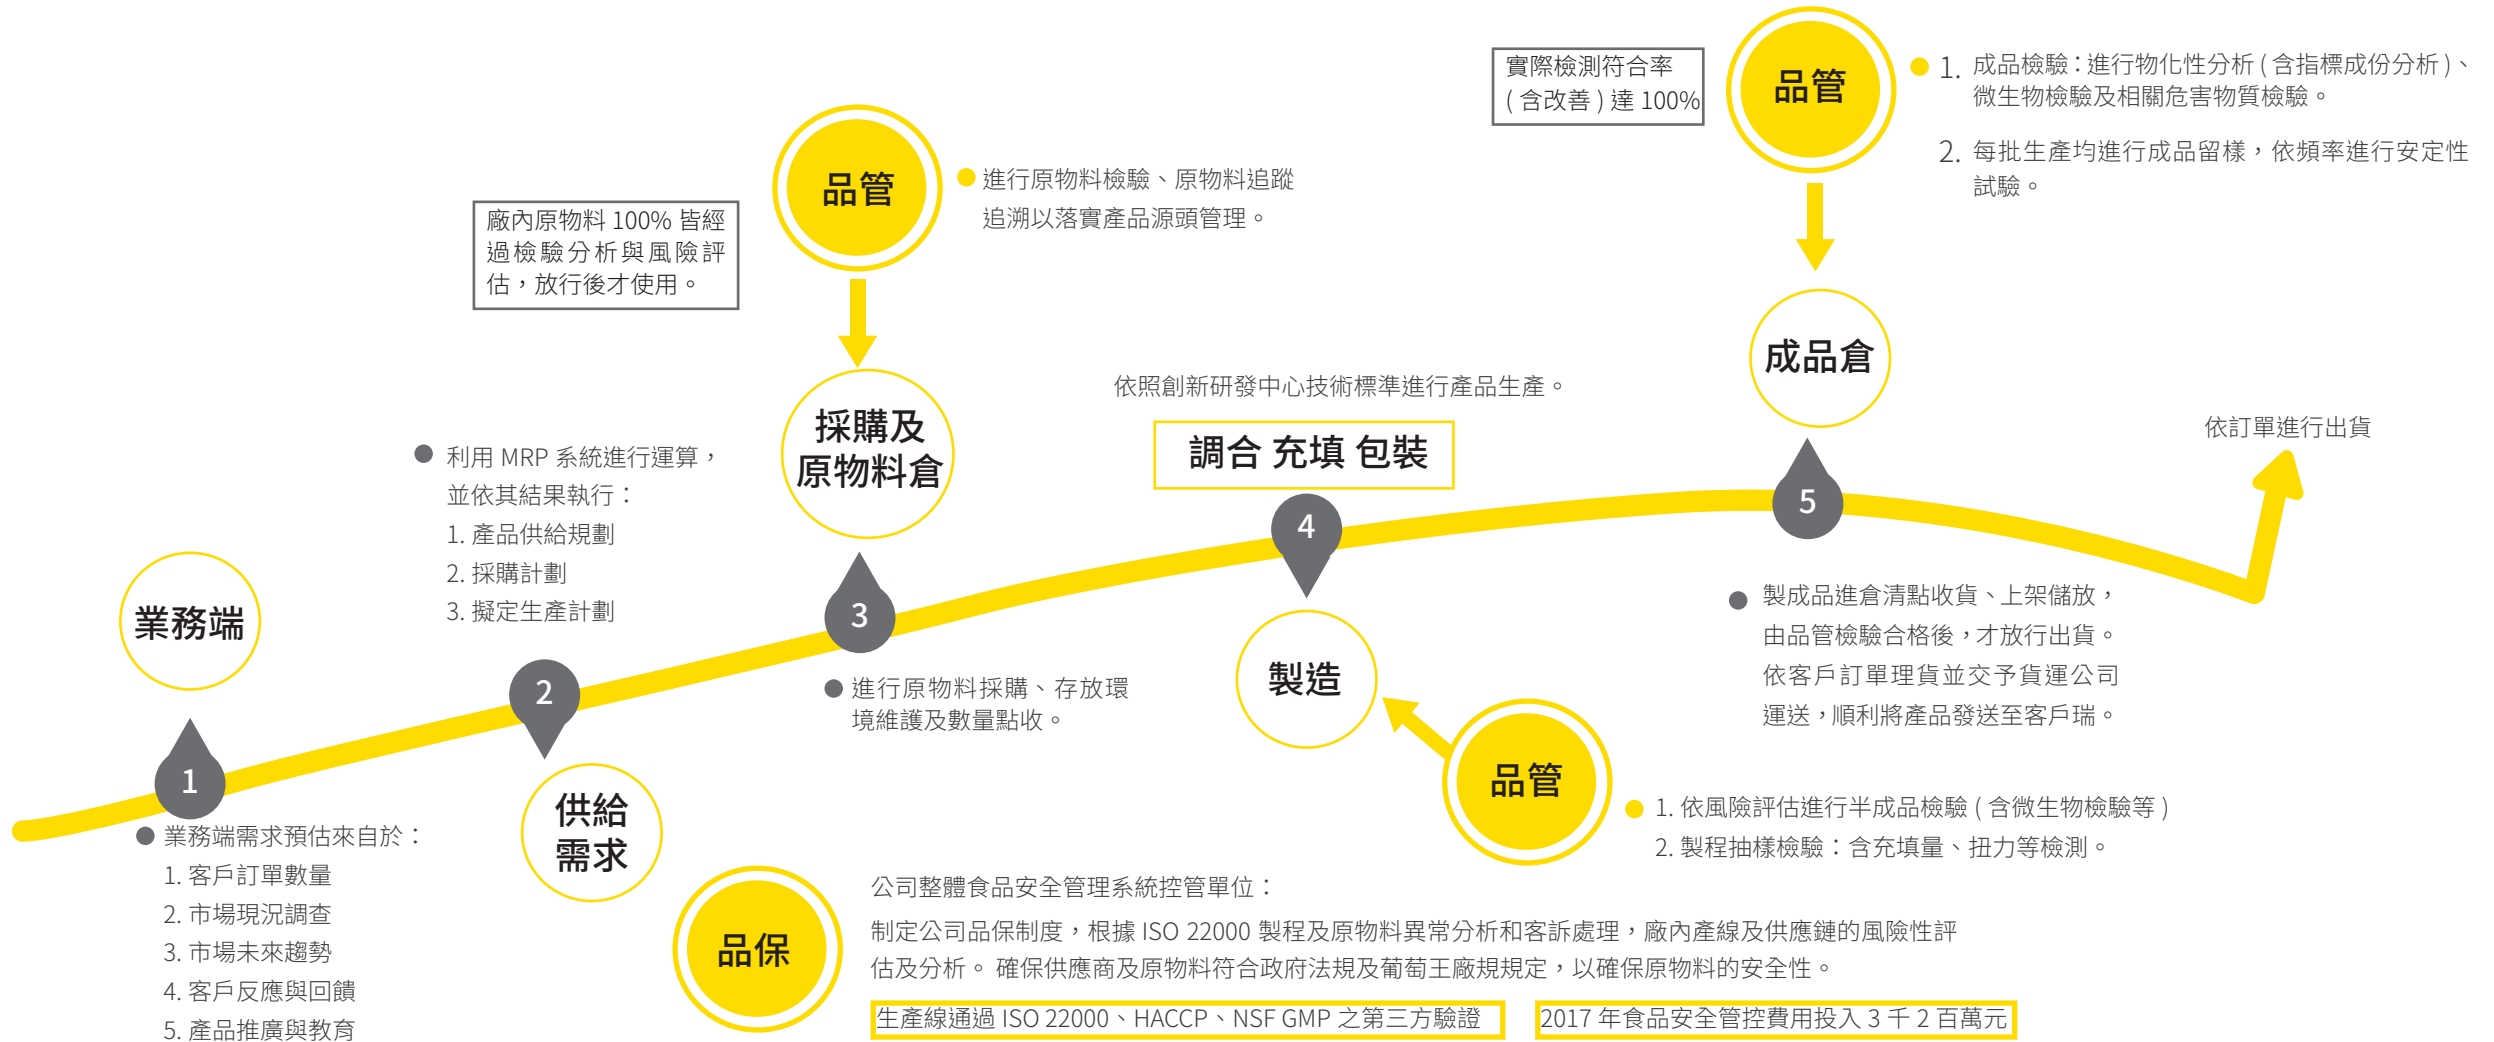 業務端
1
業務端需求預估來自於：
1. 客戶訂單數量
2. 市場現況調查
3. 市場未來趨勢
4. 客戶反應與回饋
5. 產品推廣與教育
利用 MRP 系統進行運算，
並依其結果執行：
1. 產品供給規劃
2. 採購計劃
3. 擬定生產計劃
2
供給
需求
廠內原物料 100% 皆經
過檢驗分析與風險評
估，放行後才使用。
品管
進行原物料檢驗、原物料追蹤
追溯以落實產品源頭管理。
採購及
原物料倉
3
進行原物料採購、存放環
境維護及數量點收。
依照創新研發中心技術標準進行產品生產。
調合 充填 包裝
4
製造
品管
1. 依風險評估進行半成品檢驗 ( 含微生物檢驗等 )
2. 製程抽樣檢驗：含充填量、扭力等檢測。
實際檢測符合率
( 含改善 ) 達 100%
品管
1. 成品檢驗：進行物化性分析 ( 含指標成份分析 )、
微生物檢驗及相關危害物質檢驗。
2. 每批生產均進行成品留樣，依頻率進行安定性
試驗。
成品倉
5
製成品進倉清點收貨、上架儲放，
由品管檢驗合格後，才放行出貨。
依客戶訂單理貨並交予貨運公司
運送，順利將產品發送至客戶瑞。
依訂單進行出貨
品保
公司整體食品安全管理系統控管單位：
制定公司品保制度，根據 ISO 22000 製程及原物料異常分析和客訴處理，廠內產線及供應鏈的風險性評
估及分析。 確保供應商及原物料符合政府法規及葡萄王廠規規定，以確保原物料的安全性。
生產線通過 ISO 22000、HACCP、NSF GMP 之第三方驗證
2017 年食品安全管控費用投入 3 千 2 百萬元